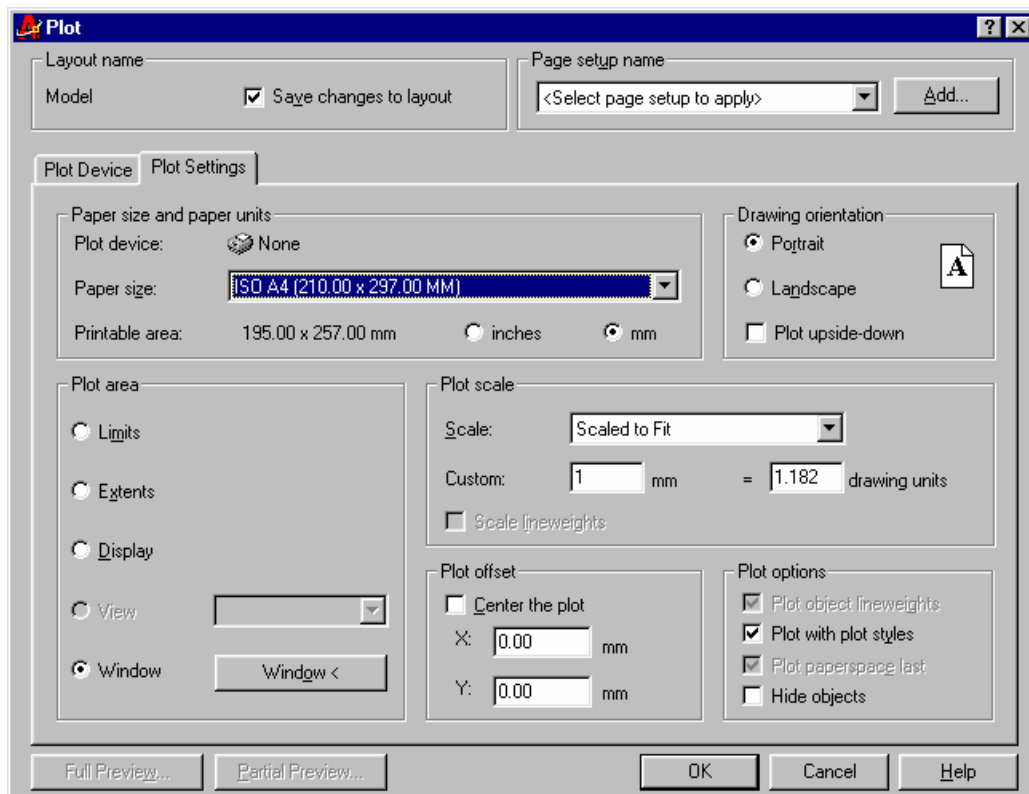 Plot
Layout name
Model Save changes to layout
Page setup name
<Select page setup to apply> Add...
Plot Device Plot Settings
Paper size and paper units
Plot device: None
Paper size: ISO A4 (210.00 x 297.00 MM)
Printable area: 195.00 x 257.00 mm inches mm
Drawing orientation
Portrait
Landscape
Plot upside-down
A
Plot area
Limits
Extents
Display
View
Window Window <
Plot scale
Scale: Scaled to Fit
Custom: 1 mm = 1.182 drawing units
Scale lineweights
Plot offset
Center the plot
X: 0.00 mm
Y: 0.00 mm
Plot options
Plot object lineweights
Plot with plot styles
Plot paperspace last
Hide objects
Full Preview... Partial Preview... OK Cancel Help